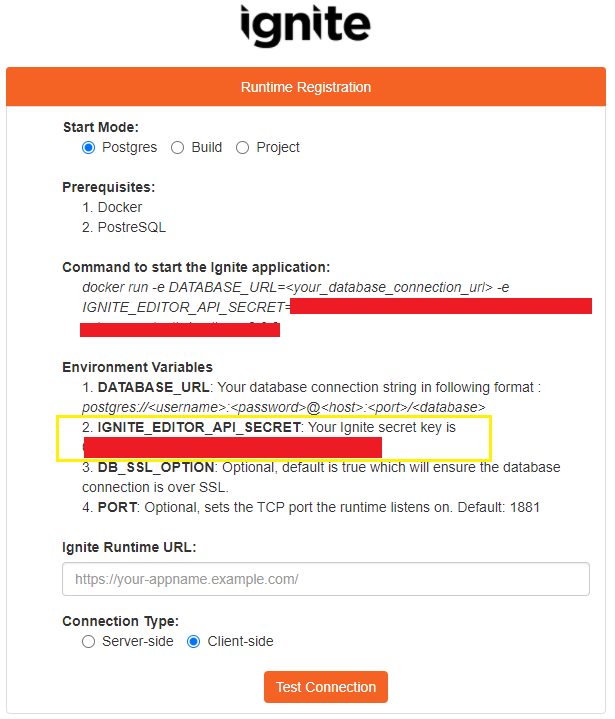 ignite
Runtime Registration
Start Mode:
Postgres Build Project
Prerequisites:
1. Docker
2. PostreSQL
Command to start the Ignite application:
docker run -e DATABASE_URL=<your_database_connection_url> -e
IGNITE_EDITOR_API_SECRET=
Environment Variables
1. DATABASE_URL: Your database connection string in following format :
postgres://<username>:<password>@<host>:<port>/<database>
2. IGNITE_EDITOR_API_SECRET: Your Ignite secret key is
3. DB_SSL_OPTION: Optional, default is true which will ensure the database
connection is over SSL.
4. PORT: Optional, sets the TCP port the runtime listens on. Default: 1881
Ignite Runtime URL:
https://your-appname.example.com/
Connection Type:
Server-side Client-side
Test Connection